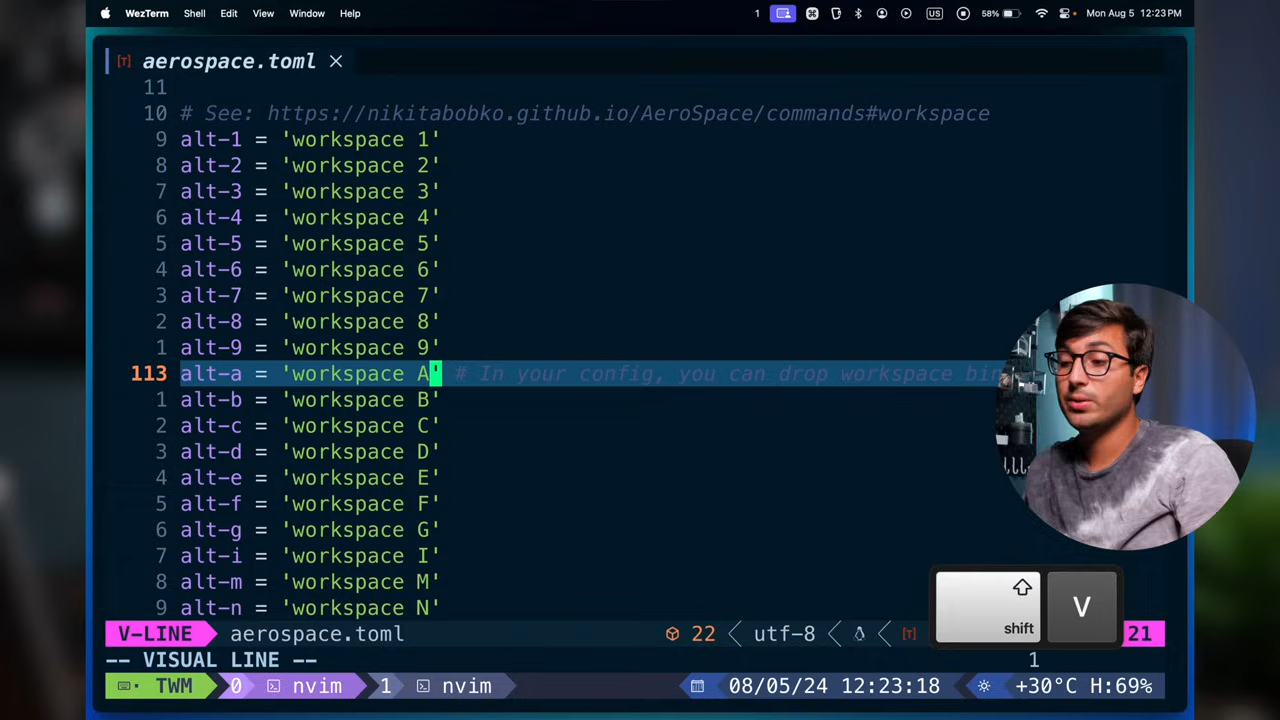 WezTerm Shell Edit View Window Help 1 US 58% Mon Aug 5 12:23 PM
[T] aerospace.toml ×
11
10 # See: https://nikitabobko.github.io/AeroSpace/commands#workspace
9 alt-1 = 'workspace 1'
8 alt-2 = 'workspace 2'
7 alt-3 = 'workspace 3'
6 alt-4 = 'workspace 4'
5 alt-5 = 'workspace 5'
4 alt-6 = 'workspace 6'
3 alt-7 = 'workspace 7'
2 alt-8 = 'workspace 8'
1 alt-9 = 'workspace 9'
113 alt-a = 'workspace A' # In your config, you can drop workspace bin
1 alt-b = 'workspace B'
2 alt-c = 'workspace C'
3 alt-d = 'workspace D'
4 alt-e = 'workspace E'
5 alt-f = 'workspace F'
6 alt-g = 'workspace G'
7 alt-i = 'workspace I'
8 alt-m = 'workspace M'
9 alt-n = 'workspace N'
shift V
V-LINE aerospace.toml 22 utf-8 [T] 21
-- VISUAL LINE -- 1
TWM 0 nvim 1 nvim 08/05/24 12:23:18 +30°C H:69%